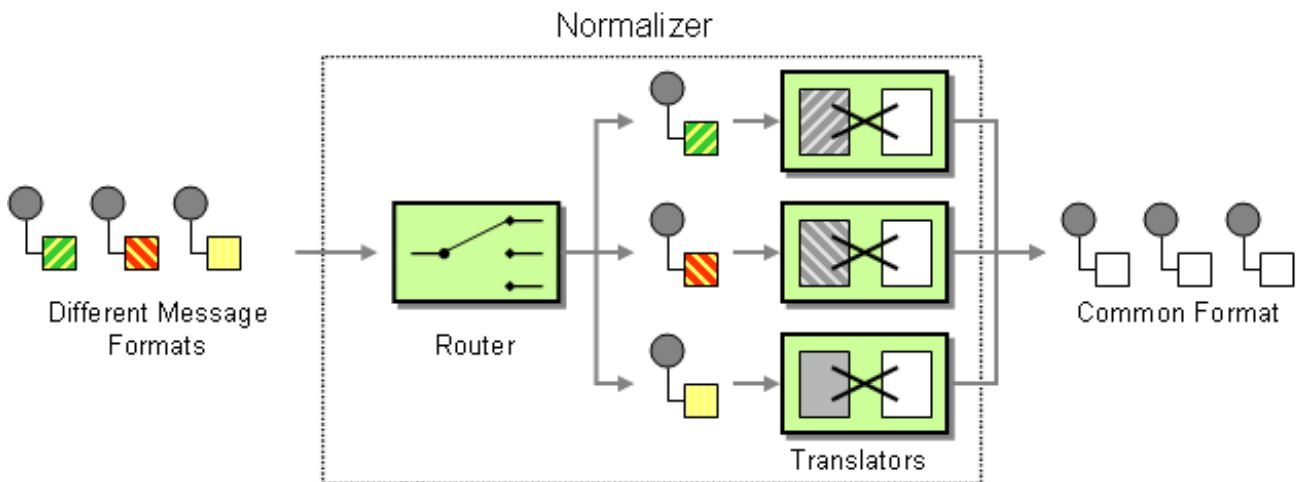 Normalizer
Different Message
Formats
Router
Translators
Common Format